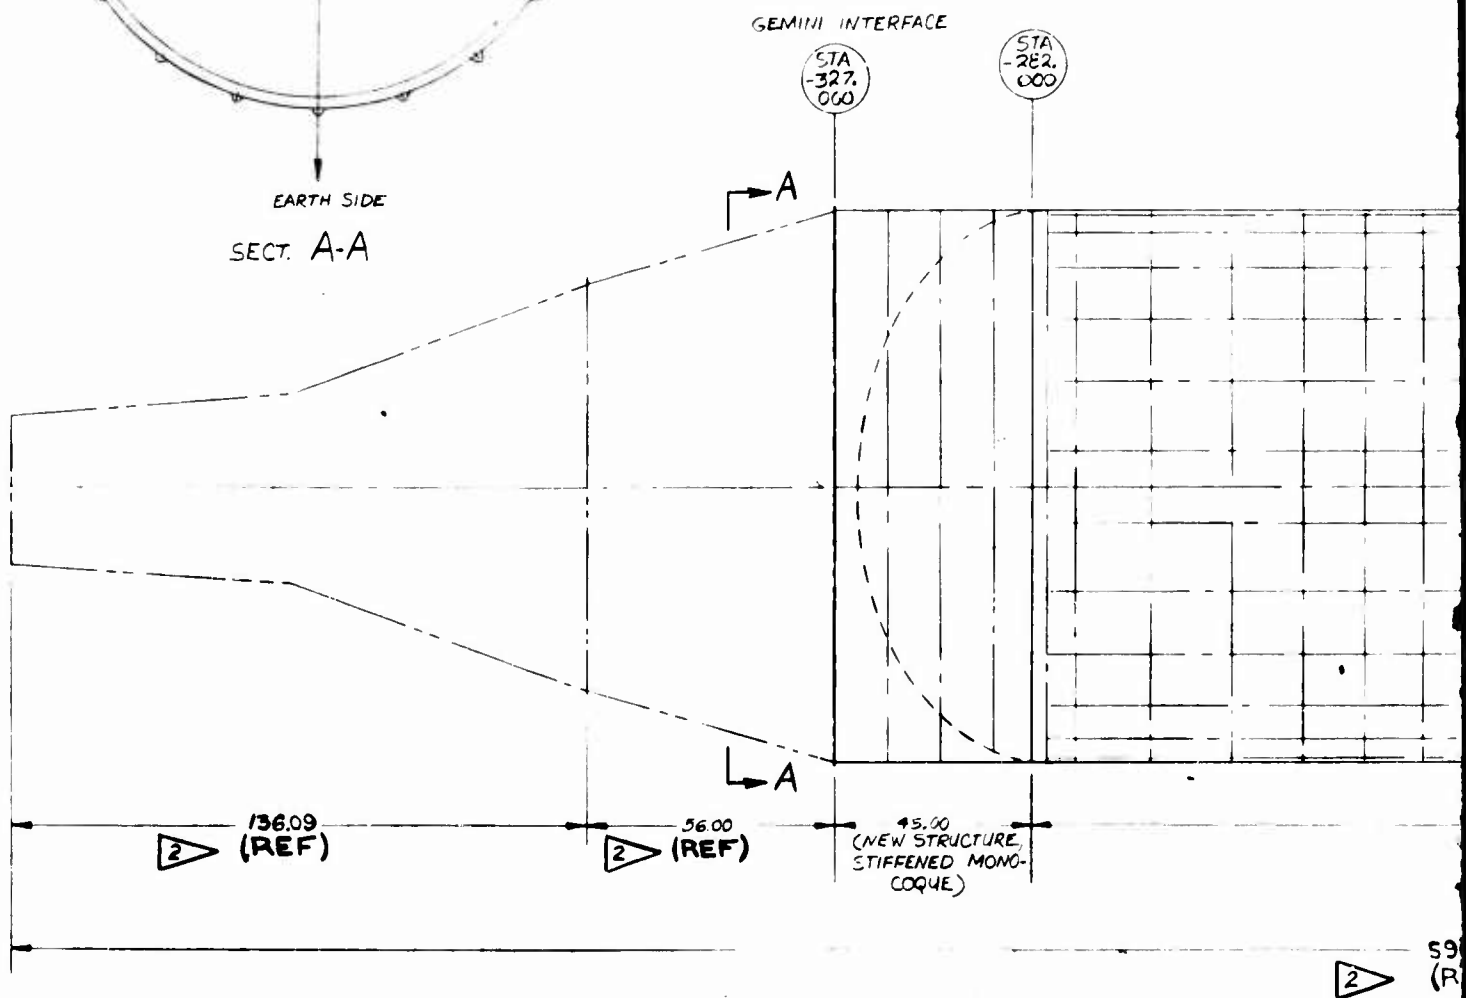 GEMINI INTERFACE
STA
-327.
000
STA
-282.
000
EARTH SIDE
SECT. A-A
A
A
136.09
2 (REF)
56.00
2 (REF)
45.00
(NEW STRUCTURE,
STIFFENED MONO-
COQUE)
59
2 (R